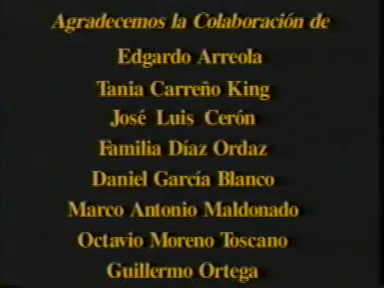 Agradecemos la Colaboración de
Edgardo Arreola
Tania Carreño King
José Luis Cerón
Familia Díaz Ordaz
Daniel García Blanco
Marco Antonio Maldonado
Octavio Moreno Toscano
Guillermo Ortega